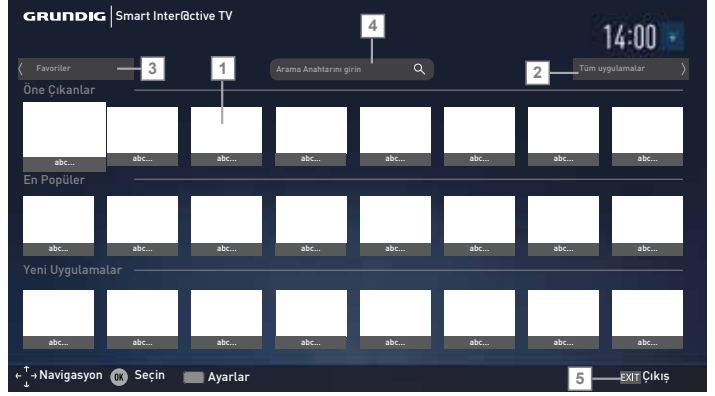 GRUNDIG Smart Inter@ctive TV
4
14:00
Favoriler 3 1 Arama Anahtarını girin 2 Tüm uygulamalar
Öne Çıkanlar
abc... abc... abc... abc... abc... abc... abc... abc...
En Popüler
abc... abc... abc... abc... abc... abc... abc... abc...
Yeni Uygulamalar
abc... abc... abc... abc... abc... abc... abc... abc...
Navigasyon OK Seçin Ayarlar 5 EXIT Çıkış